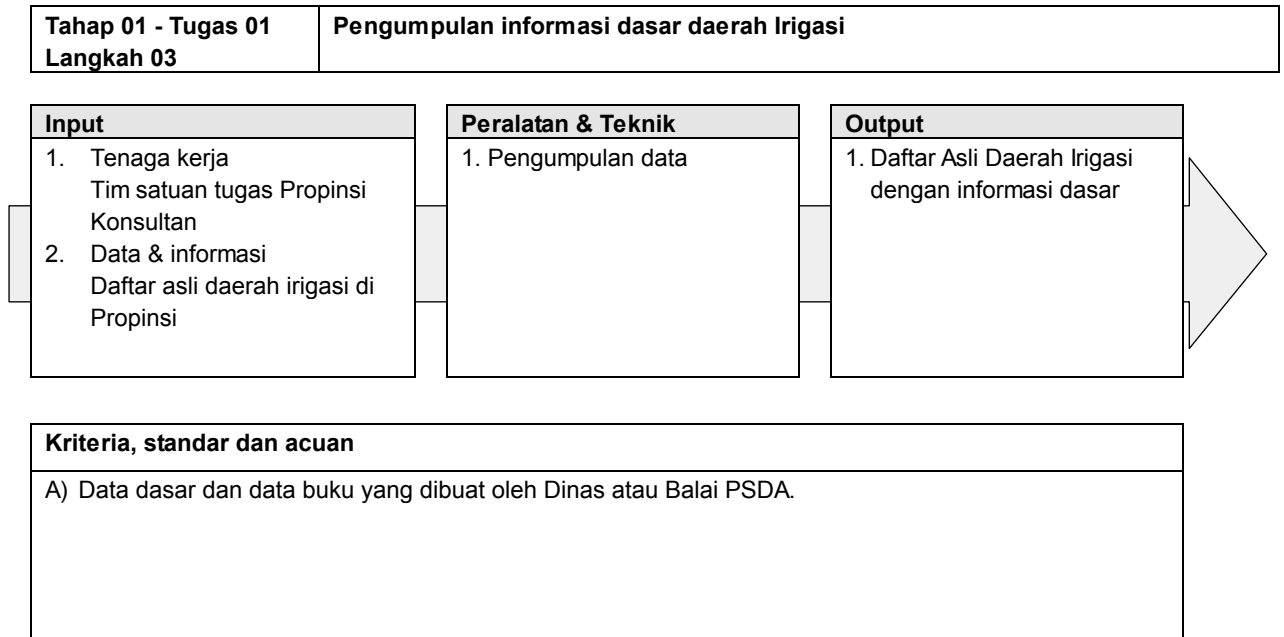 Tahap 01 - Tugas 01
Langkah 03
Pengumpulan informasi dasar daerah Irigasi
Input
1. Tenaga kerja
Tim satuan tugas Propinsi
Konsultan
2. Data & informasi
Daftar asli daerah irigasi di
Propinsi
Peralatan & Teknik
1. Pengumpulan data
Output
1. Daftar Asli Daerah Irigasi
dengan informasi dasar
Kriteria, standar dan acuan
A) Data dasar dan data buku yang dibuat oleh Dinas atau Balai PSDA.